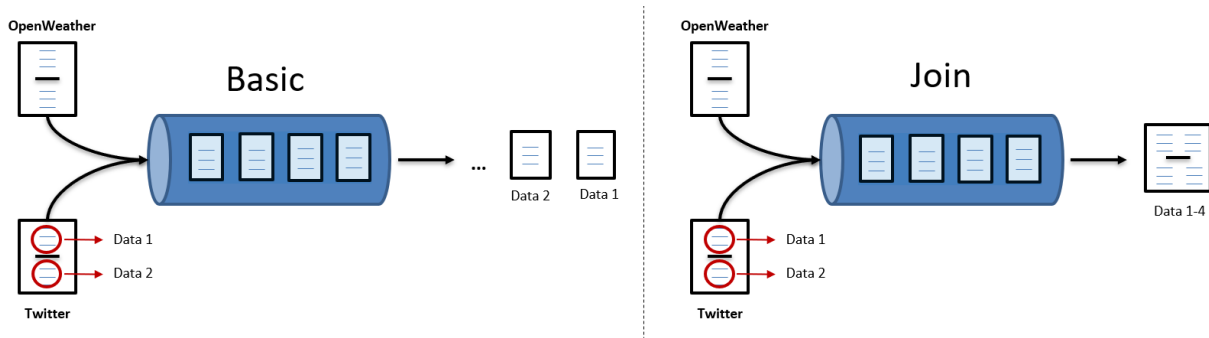 OpenWeather
Basic
...
Data 2
Data 1
Data 1
Data 2
Twitter
OpenWeather
Join
Data 1-4
Data 1
Data 2
Twitter